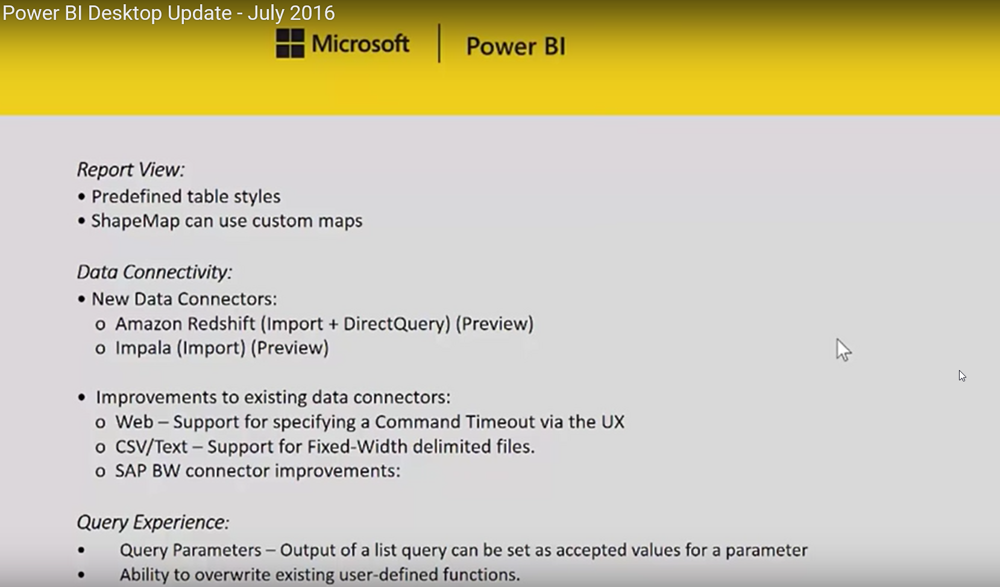 Power BI Desktop Update - July 2016
Microsoft | Power BI
Report View:
• Predefined table styles
• ShapeMap can use custom maps
Data Connectivity:
• New Data Connectors:
o Amazon Redshift (Import + DirectQuery) (Preview)
o Impala (Import) (Preview)
• Improvements to existing data connectors:
o Web – Support for specifying a Command Timeout via the UX
o CSV/Text – Support for Fixed-Width delimited files.
o SAP BW connector improvements:
Query Experience:
• Query Parameters – Output of a list query can be set as accepted values for a parameter
• Ability to overwrite existing user-defined functions.